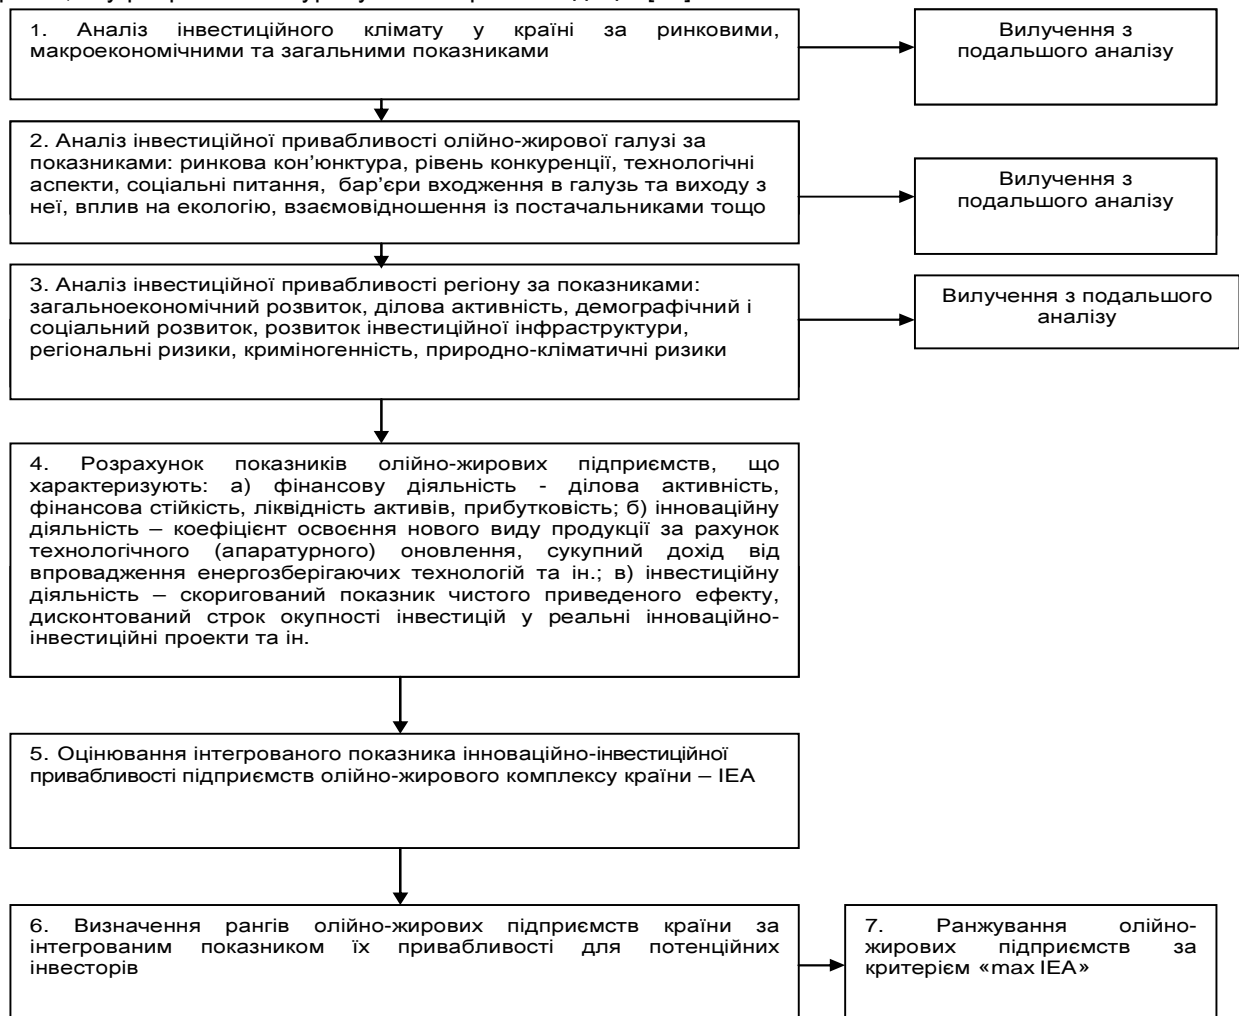 1. Аналіз інвестиційного клімату у країні за ринковими,
макроекономічними та загальними показниками
Вилучення з
подальшого аналізу
2. Аналіз інвестиційної привабливості олійно-жирової галузі за
показниками: ринкова кон’юнктура, рівень конкуренції, технологічні
аспекти, соціальні питання, бар’єри входження в галузь та виходу з
неї, вплив на екологію, взаємовідношення із постачальниками тощо
Вилучення з
подальшого аналізу
3. Аналіз інвестиційної привабливості регіону за показниками:
загальноекономічний розвиток, ділова активність, демографічний і
соціальний розвиток, розвиток інвестиційної інфраструктури,
регіональні ризики, криміногенність, природно-кліматичні ризики
Вилучення з подальшого
аналізу
4. Розрахунок показників олійно-жирових підприємств, що
характеризують: а) фінансову діяльність - ділова активність,
фінансова стійкість, ліквідність активів, прибутковість; б) інноваційну
діяльність – коефіцієнт освоєння нового виду продукції за рахунок
технологічного (апаратурного) оновлення, сукупний дохід від
впровадження енергозберігаючих технологій та ін.; в) інвестиційну
діяльність – скоригований показник чистого приведеного ефекту,
дисконтований строк окупності інвестицій у реальні інноваційно-
інвестиційні проекти та ін.
5. Оцінювання інтегрованого показника інноваційно-інвестиційної
привабливості підприємств олійно-жирового комплексу країни – IEA
6. Визначення рангів олійно-жирових підприємств країни за
інтегрованим показником їх привабливості для потенційних
інвесторів
7. Ранжування олійно-
жирових підприємств за
критерієм «max IEA»